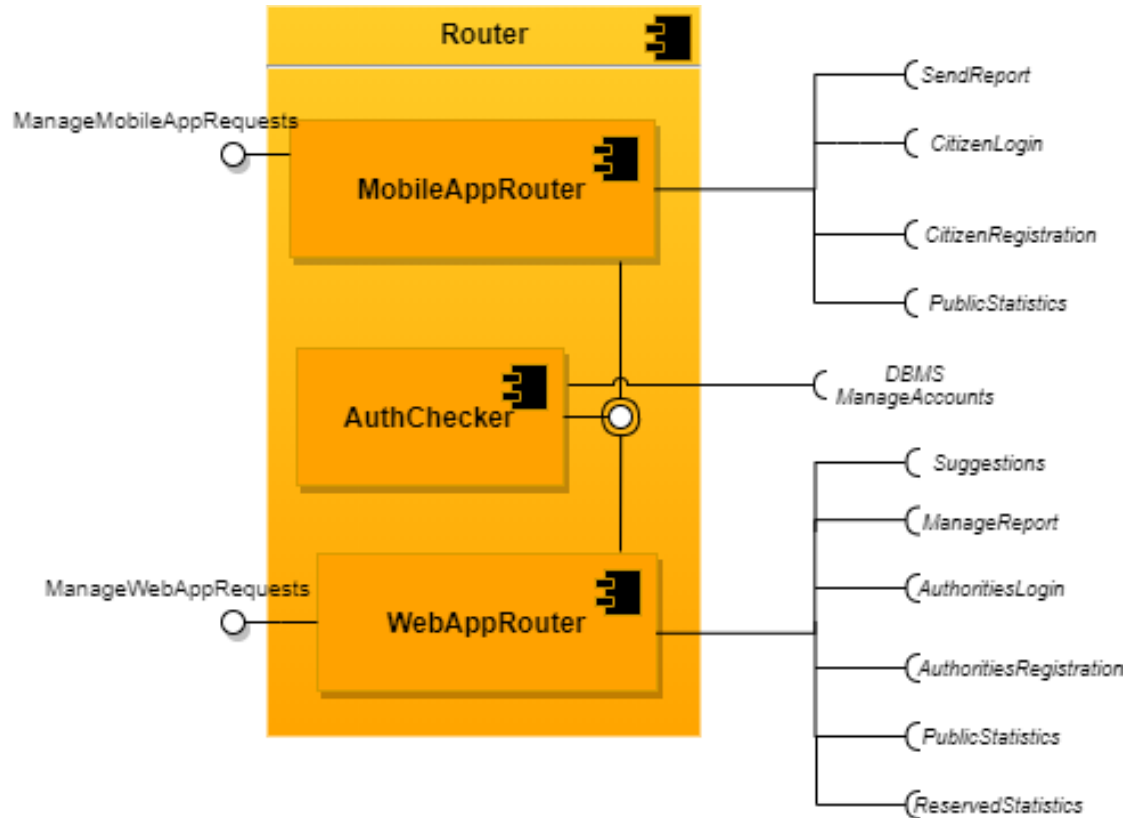 Router
SendReport
ManageMobileAppRequests
CitizenLogin
MobileAppRouter
CitizenRegistration
PublicStatistics
DBMS
ManageAccounts
AuthChecker
Suggestions
ManageReport
ManageWebAppRequests
AuthoritiesLogin
WebAppRouter
AuthoritiesRegistration
PublicStatistics
ReservedStatistics